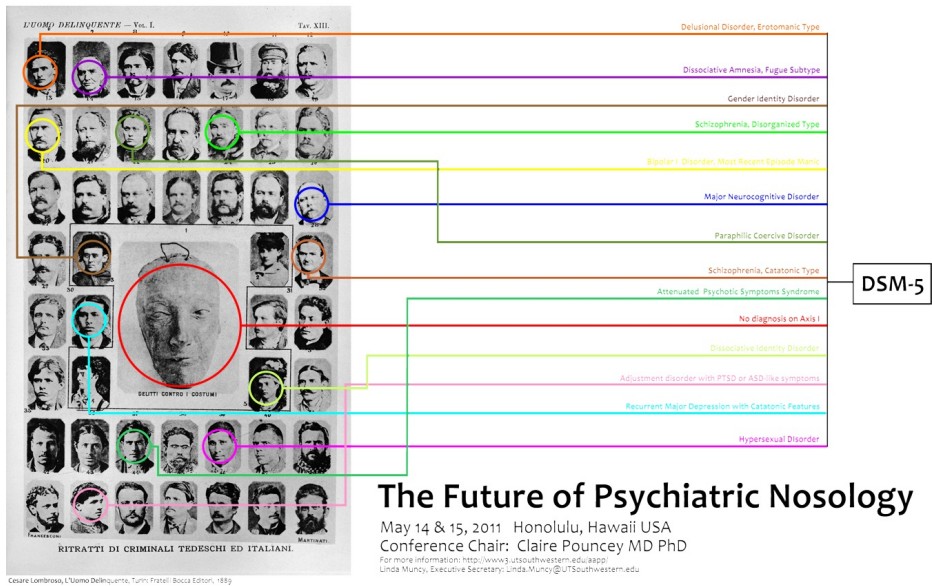 L'UOMO DELINQUENTE — VOL. I.
TAV. XIII.
Delusional Disorder, Erotomanic Type
Dissociative Amnesia, Fugue Subtype
Gender Identity Disorder
Schizophrenia, Disorganized Type
Bipolar I Disorder, Most Recent Episode Manic
Major Neurocognitive Disorder
Paraphilic Coercive Disorder
Schizophrenia, Catatonic Type
DSM-5
Attenuated Psychotic Symptoms Syndrome
No diagnosis on Axis I
Dissociative Identity Disorder
Adjustment disorder with PTSD or ASD-like symptoms
DELITTI CONTRO I COSTUMI
Recurrent Major Depression with Catatonic Features
Hypersexual Disorder
The Future of Psychiatric Nosology
May 14 & 15, 2011 Honolulu, Hawaii USA
Conference Chair: Claire Pouncey MD PhD
For more information: http://www3.utsouthwestern.edu/aapp/
Linda Muncy, Executive Secretary: Linda.Muncy@UTSouthwestern.edu
RITRATTI DI CRIMINALI TEDESCHI ED ITALIANI.
Cesare Lombroso, L'Uomo Delinquente, Turin: Fratelli Bocca Editori, 1889